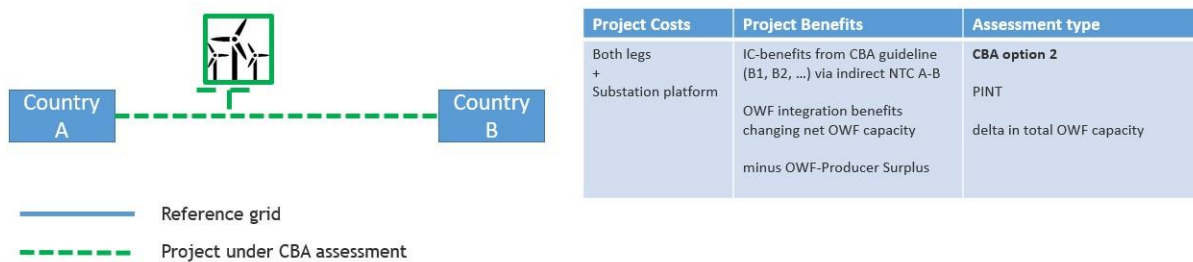 Country
A
Country
B
Reference grid
Project under CBA assessment
Project Costs
Project Benefits
Assessment type
Both legs
+
Substation platform
IC-benefits from CBA guideline
(B1, B2, ...) via indirect NTC A-B
OWF integration benefits
changing net OWF capacity
minus OWF-Producer Surplus
CBA option 2
PINT
delta in total OWF capacity